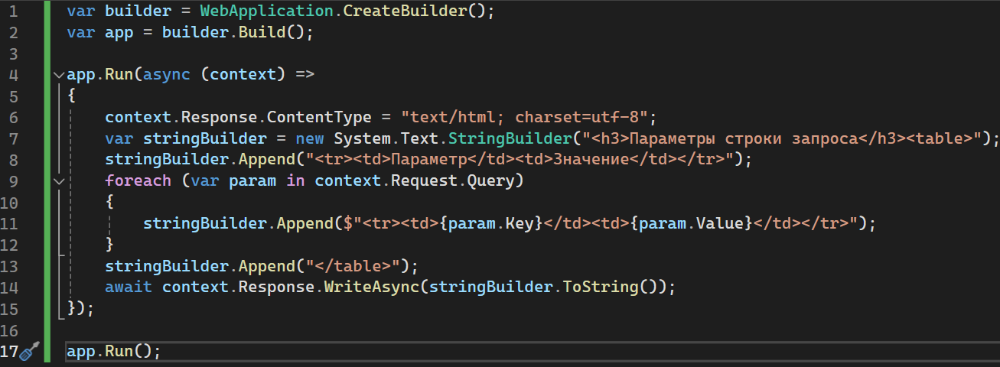 1 var builder = WebApplication.CreateBuilder();
2 var app = builder.Build();
3
4 app.Run(async (context) =>
5 {
6     context.Response.ContentType = "text/html; charset=utf-8";
7     var stringBuilder = new System.Text.StringBuilder("<h3>Параметры строки запроса</h3><table>");
8     stringBuilder.Append("<tr><td>Параметр</td><td>Значение</td></tr>");
9     foreach (var param in context.Request.Query)
10     {
11         stringBuilder.Append($"<tr><td>{param.Key}</td><td>{param.Value}</td></tr>");
12     }
13     stringBuilder.Append("</table>");
14     await context.Response.WriteAsync(stringBuilder.ToString());
15 });
16
17 app.Run();